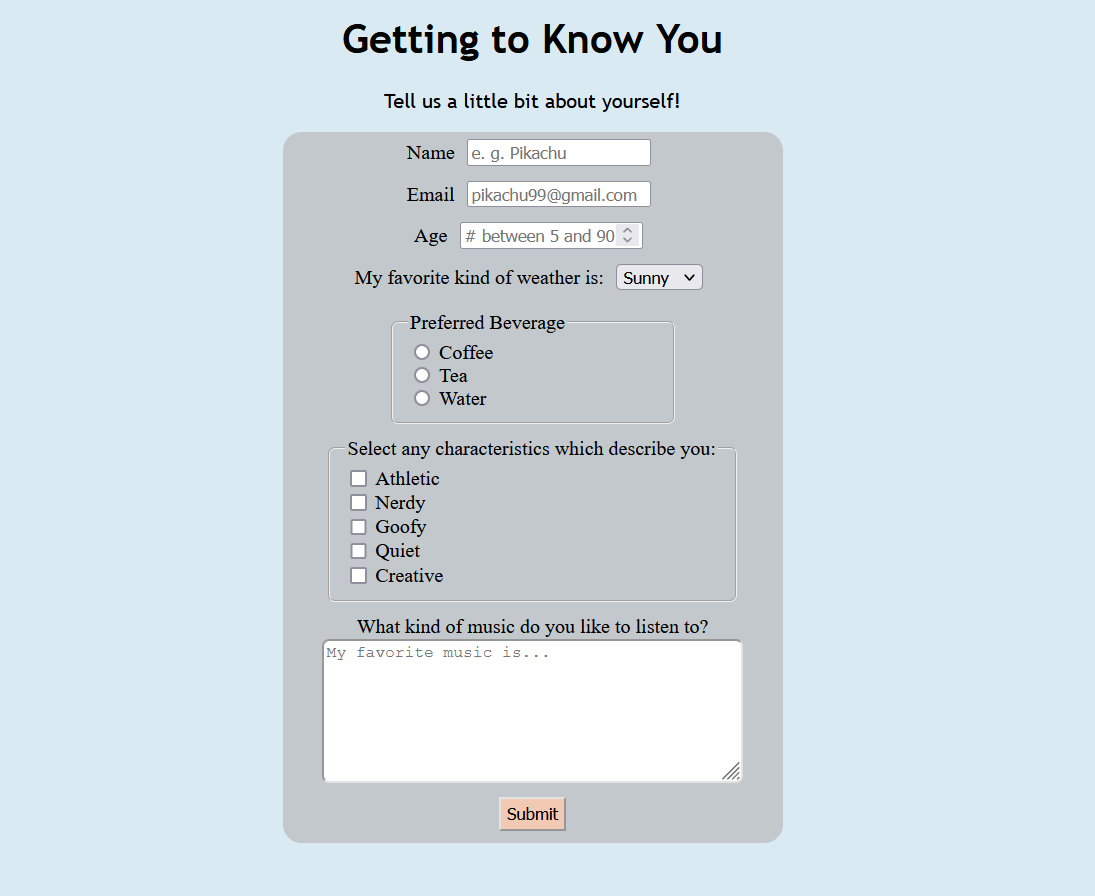 Getting to Know You
Tell us a little bit about yourself!
Name e. g. Pikachu
Email pikachu99@gmail.com
Age # between 5 and 90
My favorite kind of weather is: Sunny
Preferred Beverage
Coffee
Tea
Water
Select any characteristics which describe you:
Athletic
Nerdy
Goofy
Quiet
Creative
What kind of music do you like to listen to?
My favorite music is...
Submit